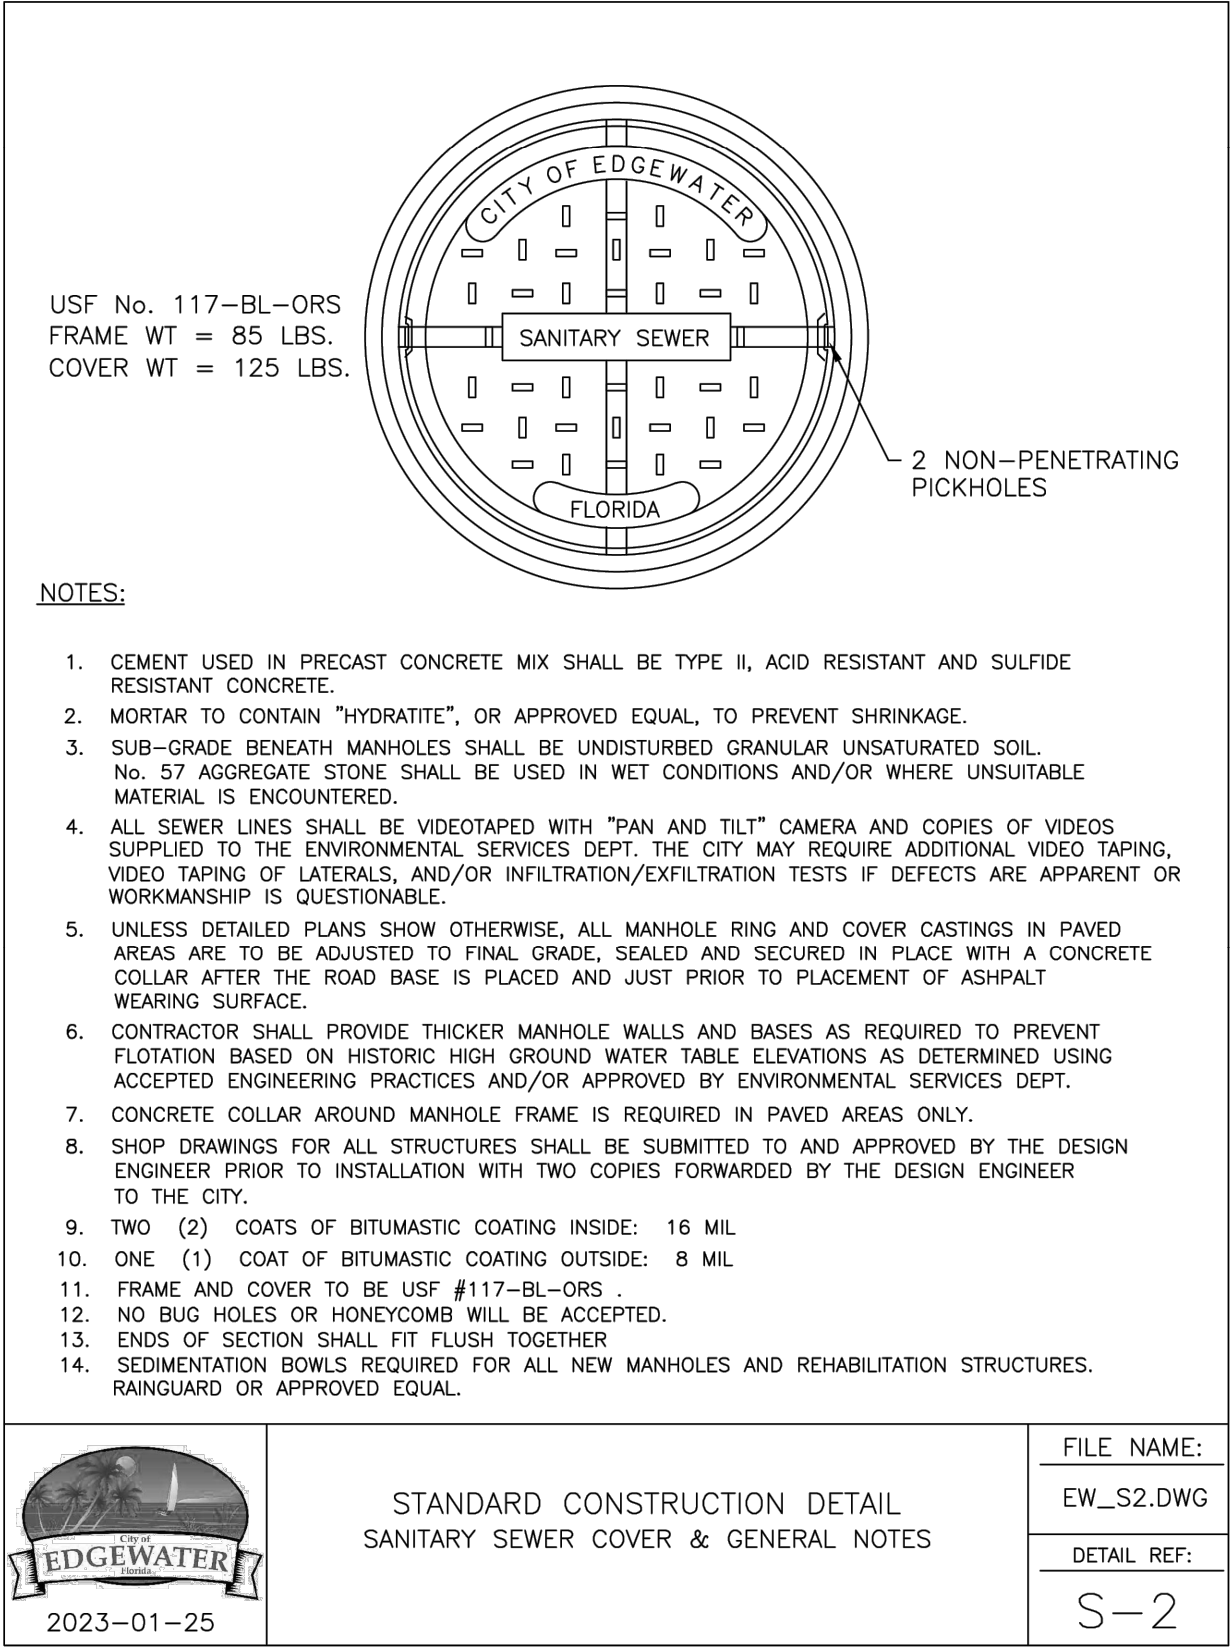 CITY OF EDGEWATER
SANITARY SEWER
FLORIDA
USF No. 117-BL-ORS
FRAME WT = 85 LBS.
COVER WT = 125 LBS.
2 NON-PENETRATING
PICKHOLES
NOTES:
1. CEMENT USED IN PRECAST CONCRETE MIX SHALL BE TYPE II, ACID RESISTANT AND SULFIDE
RESISTANT CONCRETE.
2. MORTAR TO CONTAIN "HYDRATITE", OR APPROVED EQUAL, TO PREVENT SHRINKAGE.
3. SUB-GRADE BENEATH MANHOLES SHALL BE UNDISTURBED GRANULAR UNSATURATED SOIL.
No. 57 AGGREGATE STONE SHALL BE USED IN WET CONDITIONS AND/OR WHERE UNSUITABLE
MATERIAL IS ENCOUNTERED.
4. ALL SEWER LINES SHALL BE VIDEOTAPED WITH "PAN AND TILT" CAMERA AND COPIES OF VIDEOS
SUPPLIED TO THE ENVIRONMENTAL SERVICES DEPT. THE CITY MAY REQUIRE ADDITIONAL VIDEO TAPING,
VIDEO TAPING OF LATERALS, AND/OR INFILTRATION/EXFILTRATION TESTS IF DEFECTS ARE APPARENT OR
WORKMANSHIP IS QUESTIONABLE.
5. UNLESS DETAILED PLANS SHOW OTHERWISE, ALL MANHOLE RING AND COVER CASTINGS IN PAVED
AREAS ARE TO BE ADJUSTED TO FINAL GRADE, SEALED AND SECURED IN PLACE WITH A CONCRETE
COLLAR AFTER THE ROAD BASE IS PLACED AND JUST PRIOR TO PLACEMENT OF ASHPALT
WEARING SURFACE.
6. CONTRACTOR SHALL PROVIDE THICKER MANHOLE WALLS AND BASES AS REQUIRED TO PREVENT
FLOTATION BASED ON HISTORIC HIGH GROUND WATER TABLE ELEVATIONS AS DETERMINED USING
ACCEPTED ENGINEERING PRACTICES AND/OR APPROVED BY ENVIRONMENTAL SERVICES DEPT.
7. CONCRETE COLLAR AROUND MANHOLE FRAME IS REQUIRED IN PAVED AREAS ONLY.
8. SHOP DRAWINGS FOR ALL STRUCTURES SHALL BE SUBMITTED TO AND APPROVED BY THE DESIGN
ENGINEER PRIOR TO INSTALLATION WITH TWO COPIES FORWARDED BY THE DESIGN ENGINEER
TO THE CITY.
9. TWO (2) COATS OF BITUMASTIC COATING INSIDE: 16 MIL
10. ONE (1) COAT OF BITUMASTIC COATING OUTSIDE: 8 MIL
11. FRAME AND COVER TO BE USF #117-BL-ORS .
12. NO BUG HOLES OR HONEYCOMB WILL BE ACCEPTED.
13. ENDS OF SECTION SHALL FIT FLUSH TOGETHER
14. SEDIMENTATION BOWLS REQUIRED FOR ALL NEW MANHOLES AND REHABILITATION STRUCTURES.
RAINGUARD OR APPROVED EQUAL.
City of
EDGEWATER
Florida
2023-01-25
STANDARD CONSTRUCTION DETAIL
SANITARY SEWER COVER & GENERAL NOTES
FILE NAME:
EW_S2.DWG
DETAIL REF:
S-2